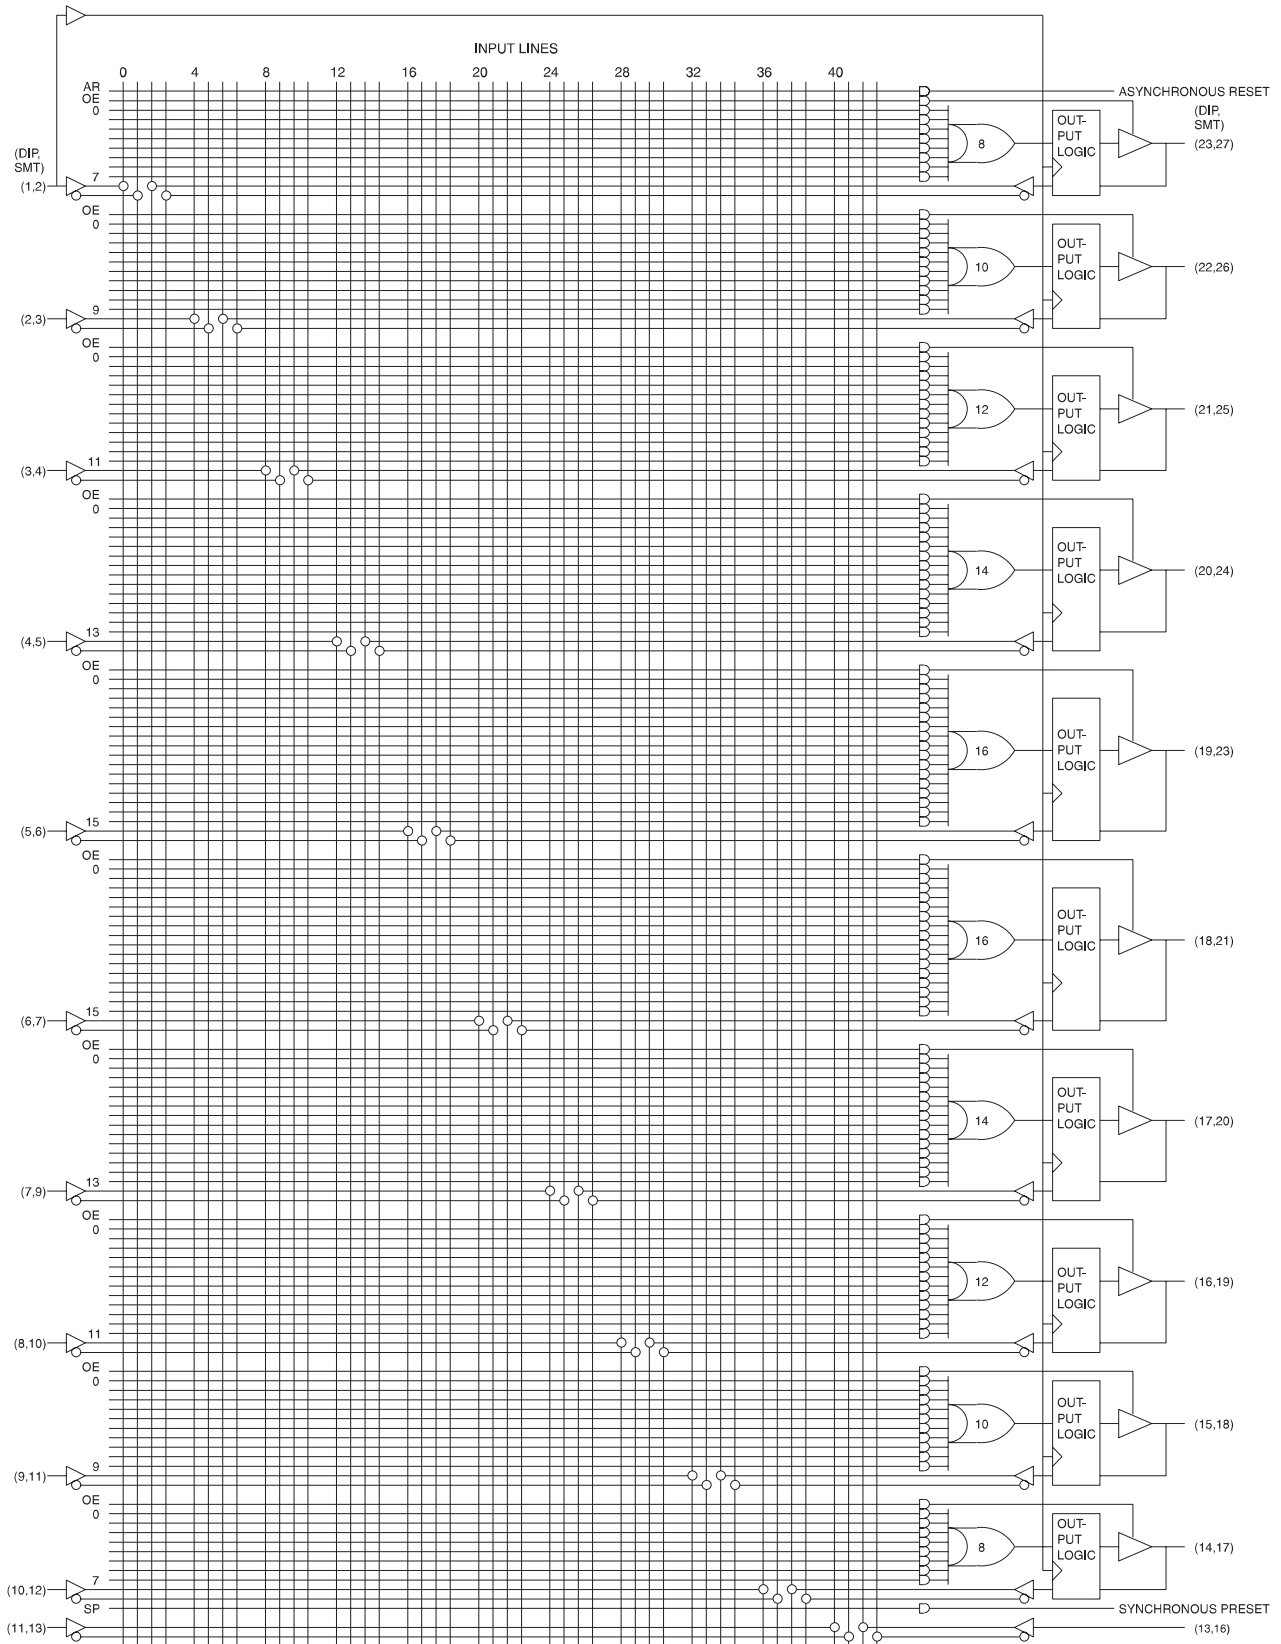 INPUT LINES
0 4 8 12 16 20 24 28 32 36 40
AR
ASYNCHRONOUS RESET
OE
0
(DIP,
SMT)
(DIP,
SMT)
8
OUT-
PUT
LOGIC
(23,27)
7
(1,2)
OE
0
10
OUT-
PUT
LOGIC
(22,26)
9
(2,3)
OE
0
12
OUT-
PUT
LOGIC
(21,25)
11
(3,4)
OE
0
14
OUT-
PUT
LOGIC
(20,24)
13
(4,5)
OE
0
16
OUT-
PUT
LOGIC
(19,23)
15
(5,6)
OE
0
16
OUT-
PUT
LOGIC
(18,21)
15
(6,7)
OE
0
14
OUT-
PUT
LOGIC
(17,20)
13
(7,9)
OE
0
12
OUT-
PUT
LOGIC
(16,19)
11
(8,10)
OE
0
10
OUT-
PUT
LOGIC
(15,18)
9
(9,11)
OE
0
8
OUT-
PUT
LOGIC
(14,17)
7
(10,12)
SP
SYNCHRONOUS PRESET
(11,13)
(13,16)